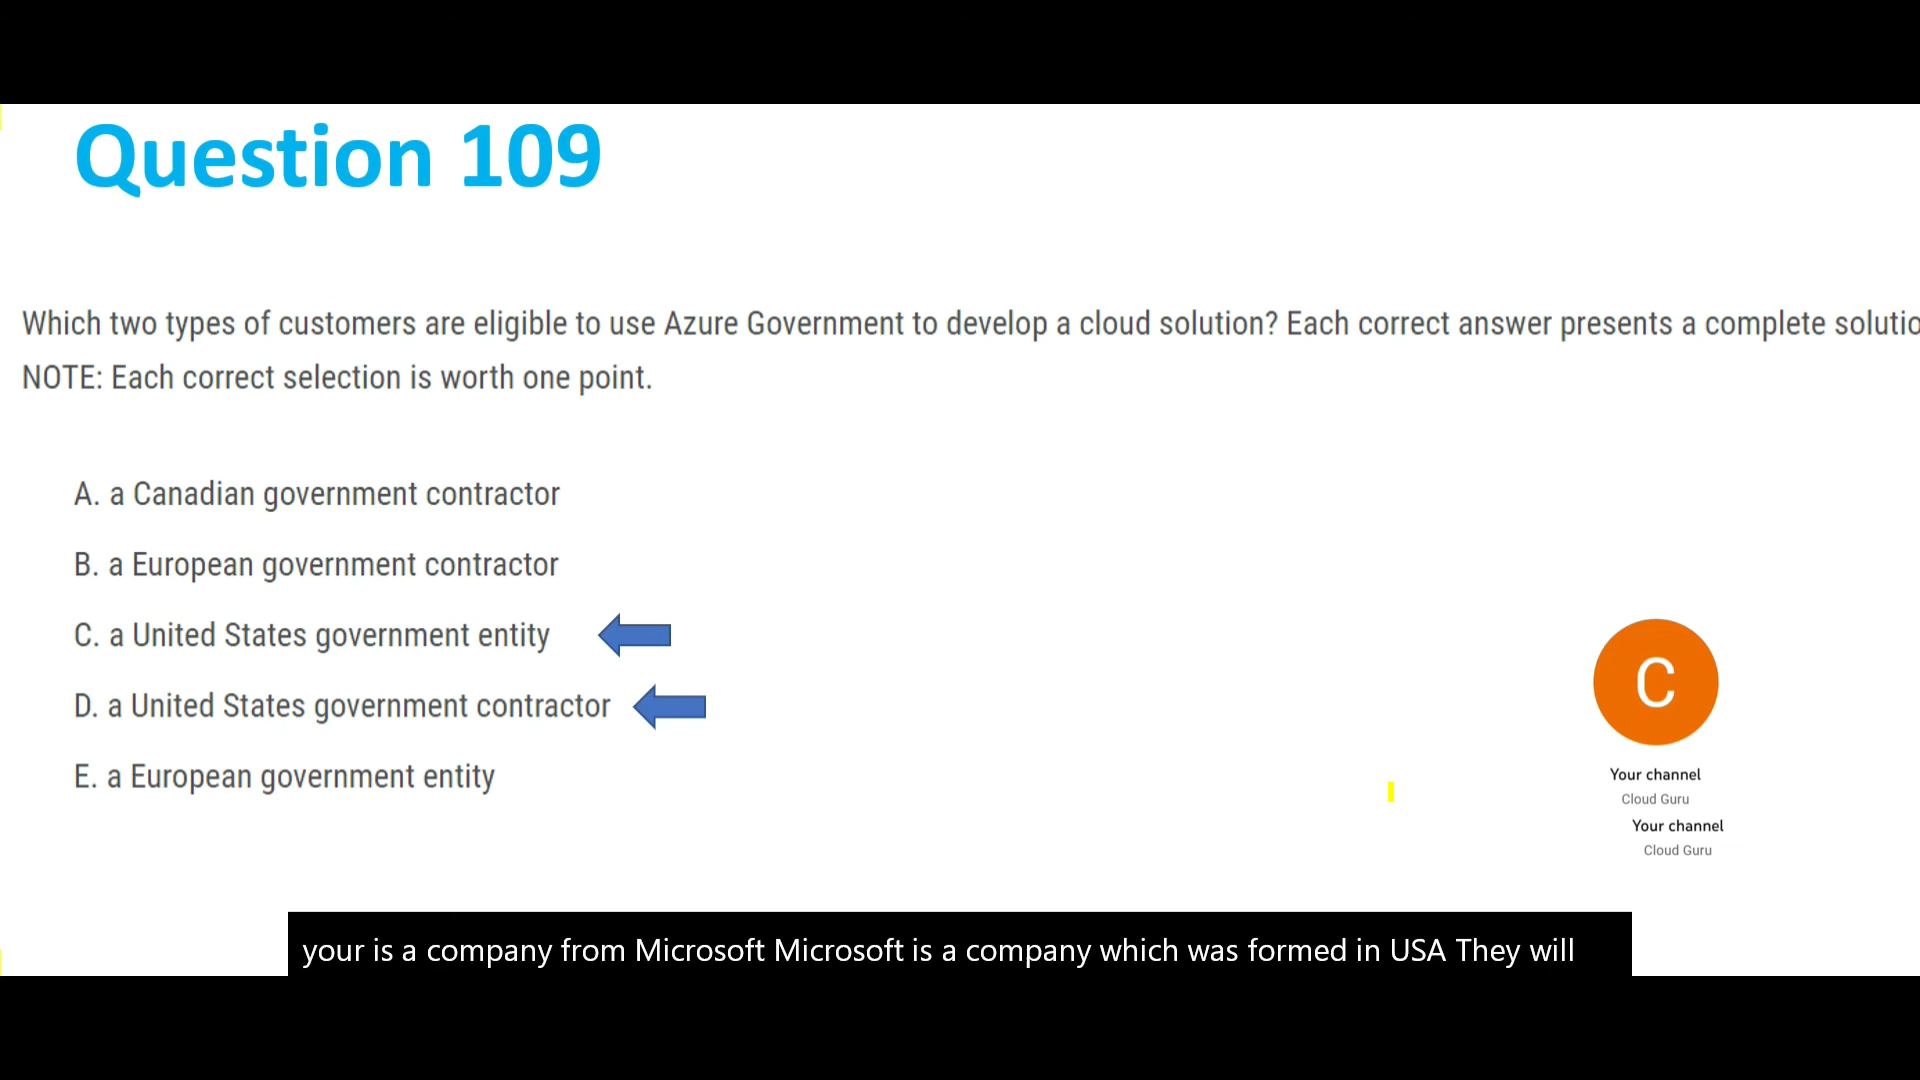 Question 109
Which two types of customers are eligible to use Azure Government to develop a cloud solution? Each correct answer presents a complete solutio
NOTE: Each correct selection is worth one point.
A. a Canadian government contractor
B. a European government contractor
C. a United States government entity
D. a United States government contractor
E. a European government entity
C
Your channel
Cloud Guru
Your channel
Cloud Guru
your is a company from Microsoft Microsoft is a company which was formed in USA They will